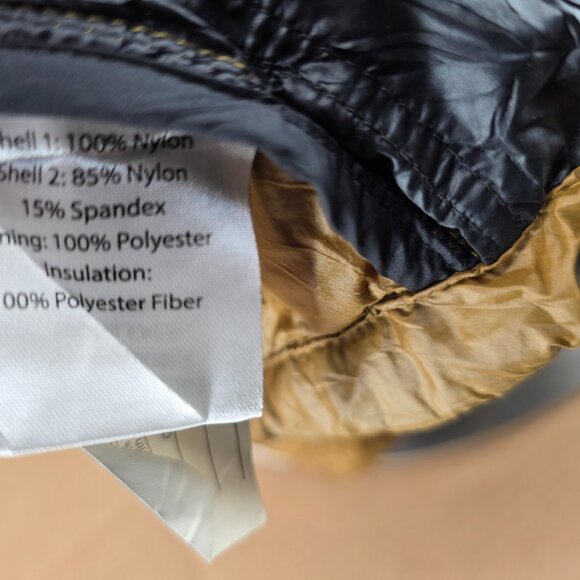 hell 1: 100% Nylon
Shell 2: 85% Nylon
15% Spandex
ning: 100% Polyester
Insulation:
00% Polyester Fiber